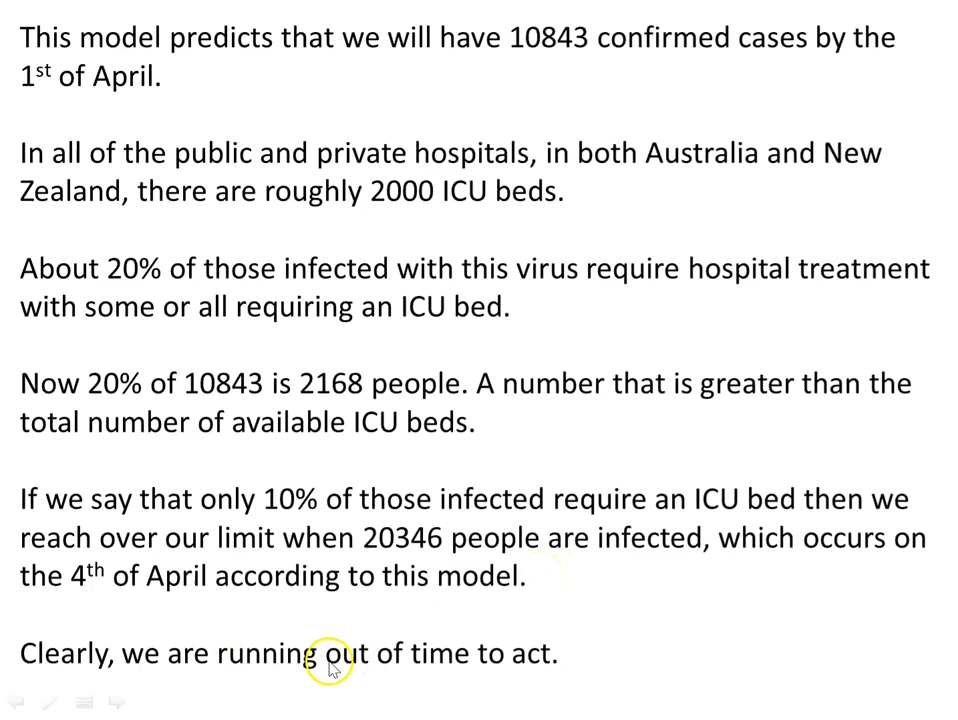 This model predicts that we will have 10843 confirmed cases by the
1st of April.
In all of the public and private hospitals, in both Australia and New
Zealand, there are roughly 2000 ICU beds.
About 20% of those infected with this virus require hospital treatment
with some or all requiring an ICU bed.
Now 20% of 10843 is 2168 people. A number that is greater than the
total number of available ICU beds.
If we say that only 10% of those infected require an ICU bed then we
reach over our limit when 20346 people are infected, which occurs on
the 4th of April according to this model.
Clearly, we are running out of time to act.